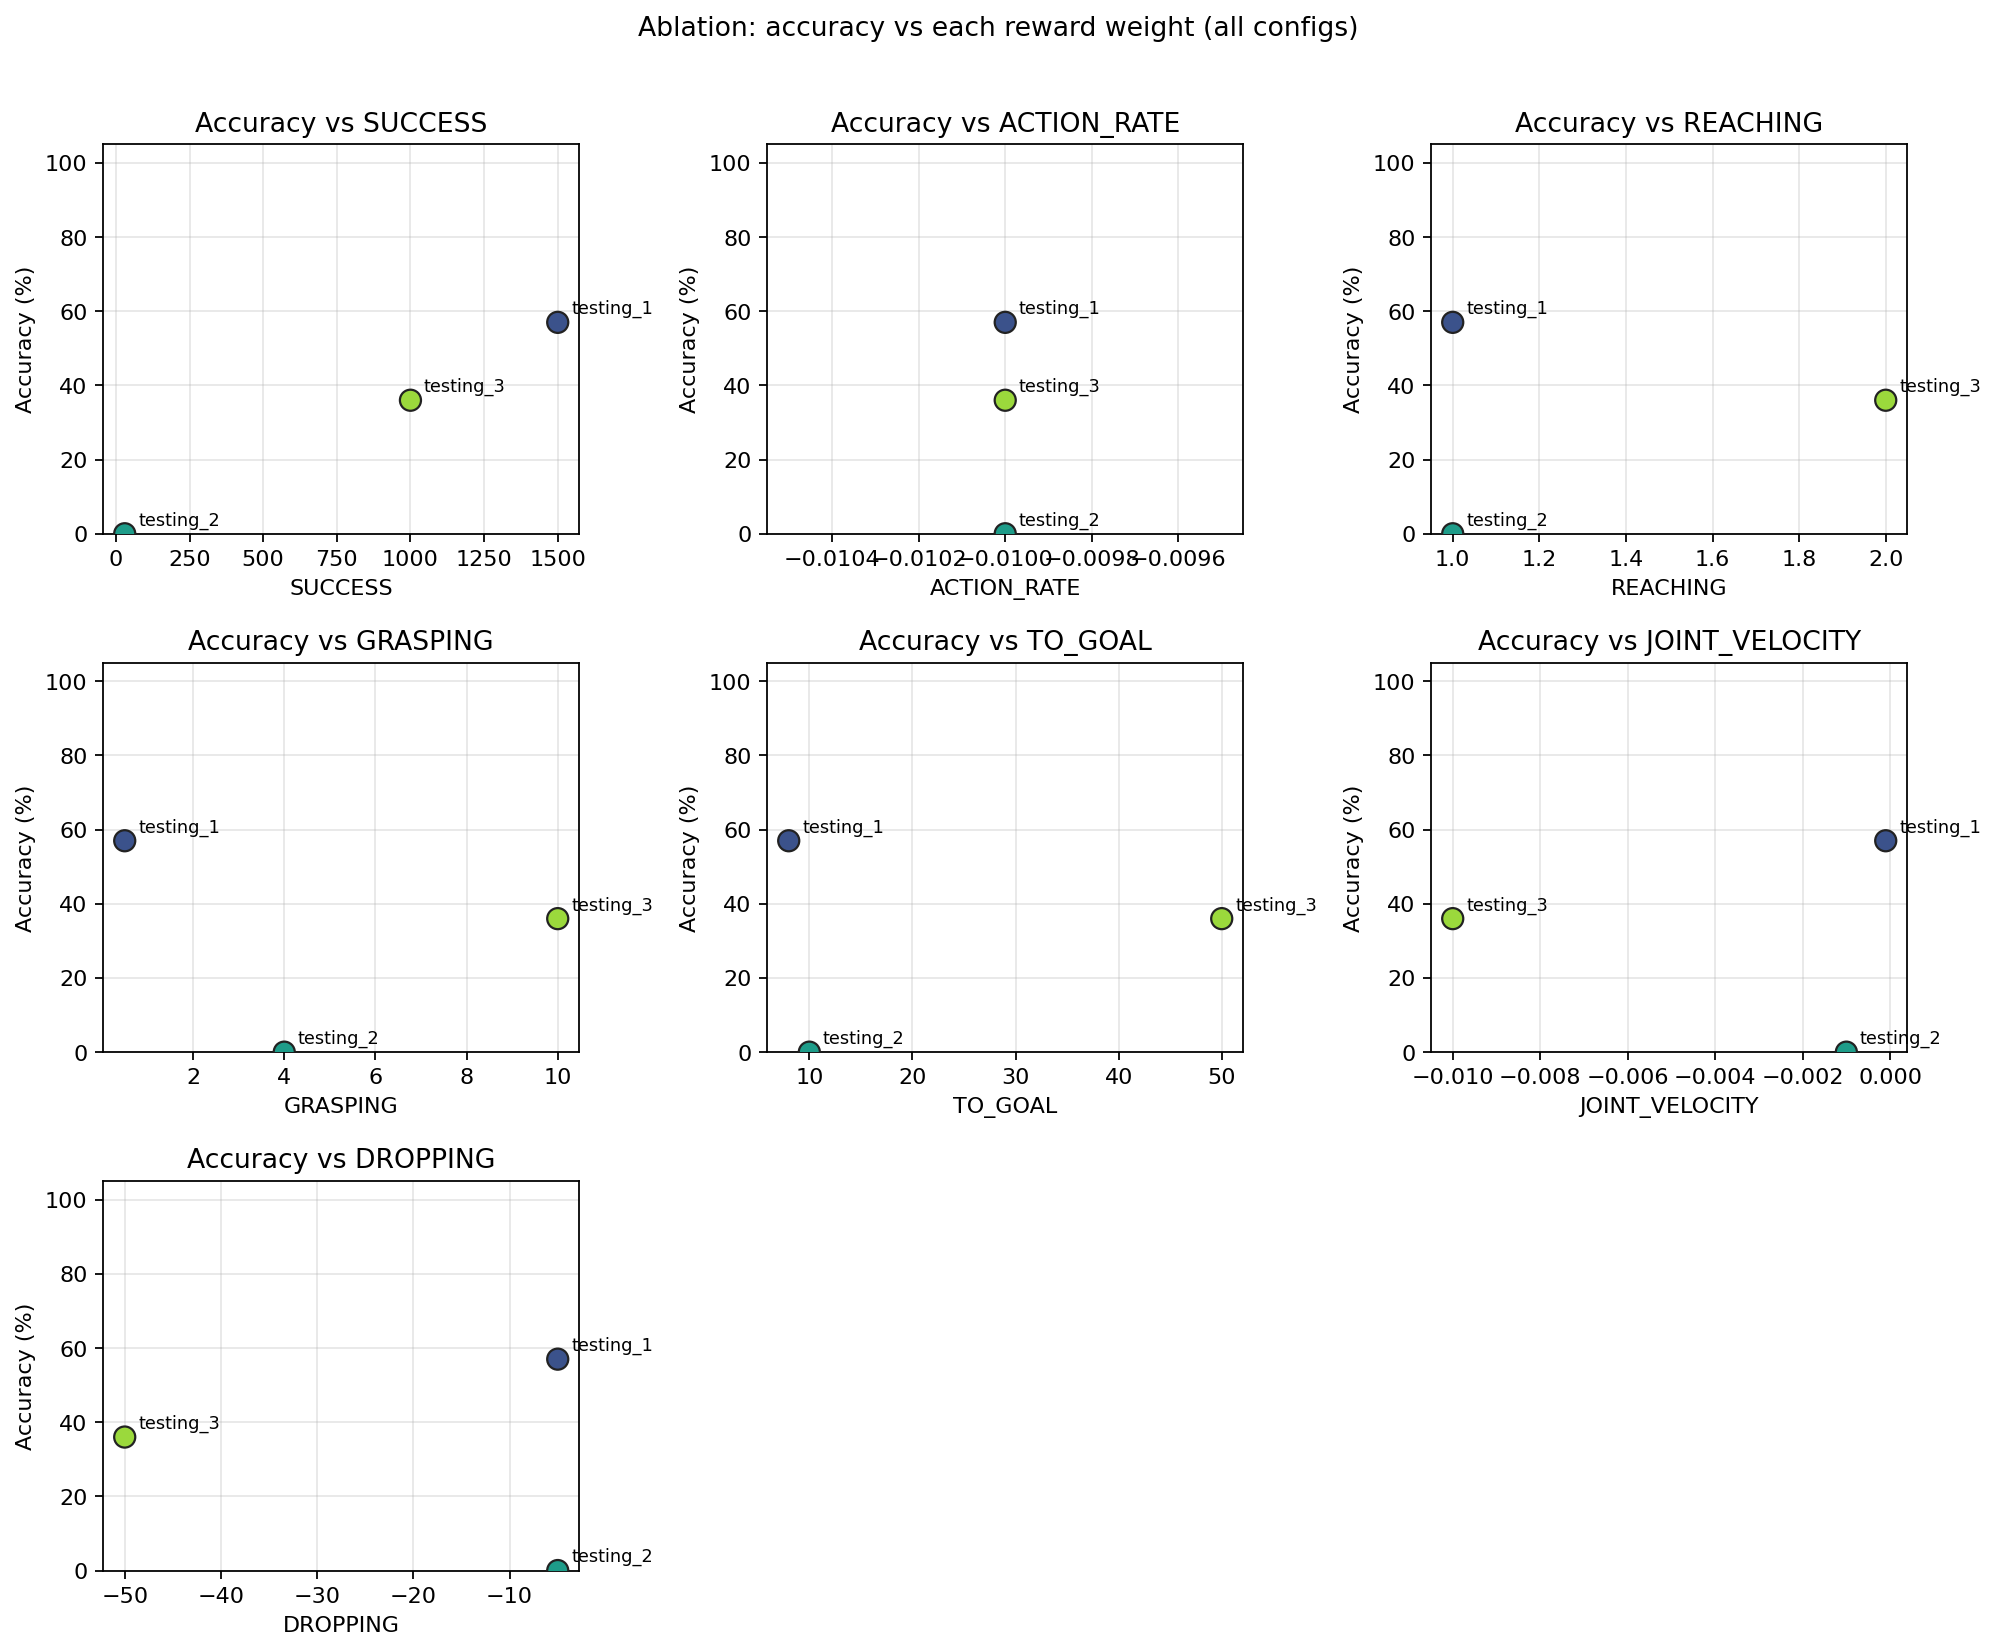 Ablation: accuracy vs each reward weight (all configs)
Accuracy vs SUCCESS
Accuracy (%)
100
80
60
40
20
0
testing_1
testing_3
testing_2
0 250 500 750 1000 1250 1500
SUCCESS
Accuracy vs ACTION_RATE
Accuracy (%)
100
80
60
40
20
0
testing_1
testing_3
testing_2
−0.0104 −0.0102 −0.0100 −0.0098 −0.0096
ACTION_RATE
Accuracy vs REACHING
Accuracy (%)
100
80
60
40
20
0
testing_1
testing_3
testing_2
1.0 1.2 1.4 1.6 1.8 2.0
REACHING
Accuracy vs GRASPING
Accuracy (%)
100
80
60
40
20
0
testing_1
testing_3
testing_2
2 4 6 8 10
GRASPING
Accuracy vs TO_GOAL
Accuracy (%)
100
80
60
40
20
0
testing_1
testing_3
testing_2
10 20 30 40 50
TO_GOAL
Accuracy vs JOINT_VELOCITY
Accuracy (%)
100
80
60
40
20
0
testing_1
testing_3
testing_2
−0.010 −0.008 −0.006 −0.004 −0.002 0.000
JOINT_VELOCITY
Accuracy vs DROPPING
Accuracy (%)
100
80
60
40
20
0
testing_1
testing_3
testing_2
−50 −40 −30 −20 −10
DROPPING